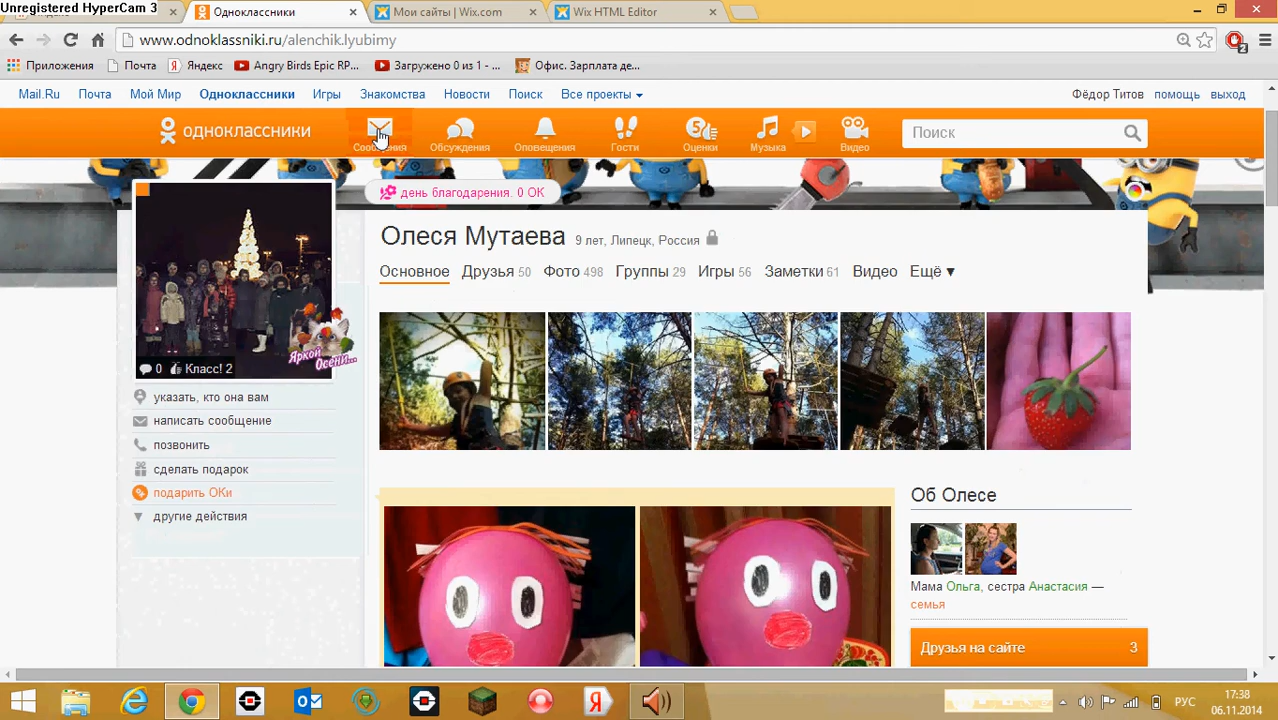 Unregistered HyperCam 3
Одноклассники
Мои сайты | Wix.com
Wix HTML Editor
www.odnoklassniki.ru/alenchik.lyubimy
Приложения
Почта
Яндекс
Angry Birds Epic RP...
Загружено 0 из 1 - ...
Офис. Зарплата де...
Mail.Ru
Почта
Мой Мир
Одноклассники
Игры
Знакомства
Новости
Поиск
Все проекты
Фёдор Титов
помощь
выход
одноклассники
Сообщения
Обсуждения
Оповещения
Гости
5+
Оценки
Музыка
Видео
Поиск
день благодарения. 0 ОК
Олеся Мутаева
9 лет, Липецк, Россия
Основное
Друзья 50
Фото 498
Группы 29
Игры 56
Заметки 61
Видео
Ещё
Яркой Осени...
0
Класс! 2
указать, кто она вам
написать сообщение
позвонить
сделать подарок
подарить ОКи
другие действия
Об Олесе
Мама Ольга, сестра Анастасия —
семья
Друзья на сайте
3
РУС
17:38
06.11.2014